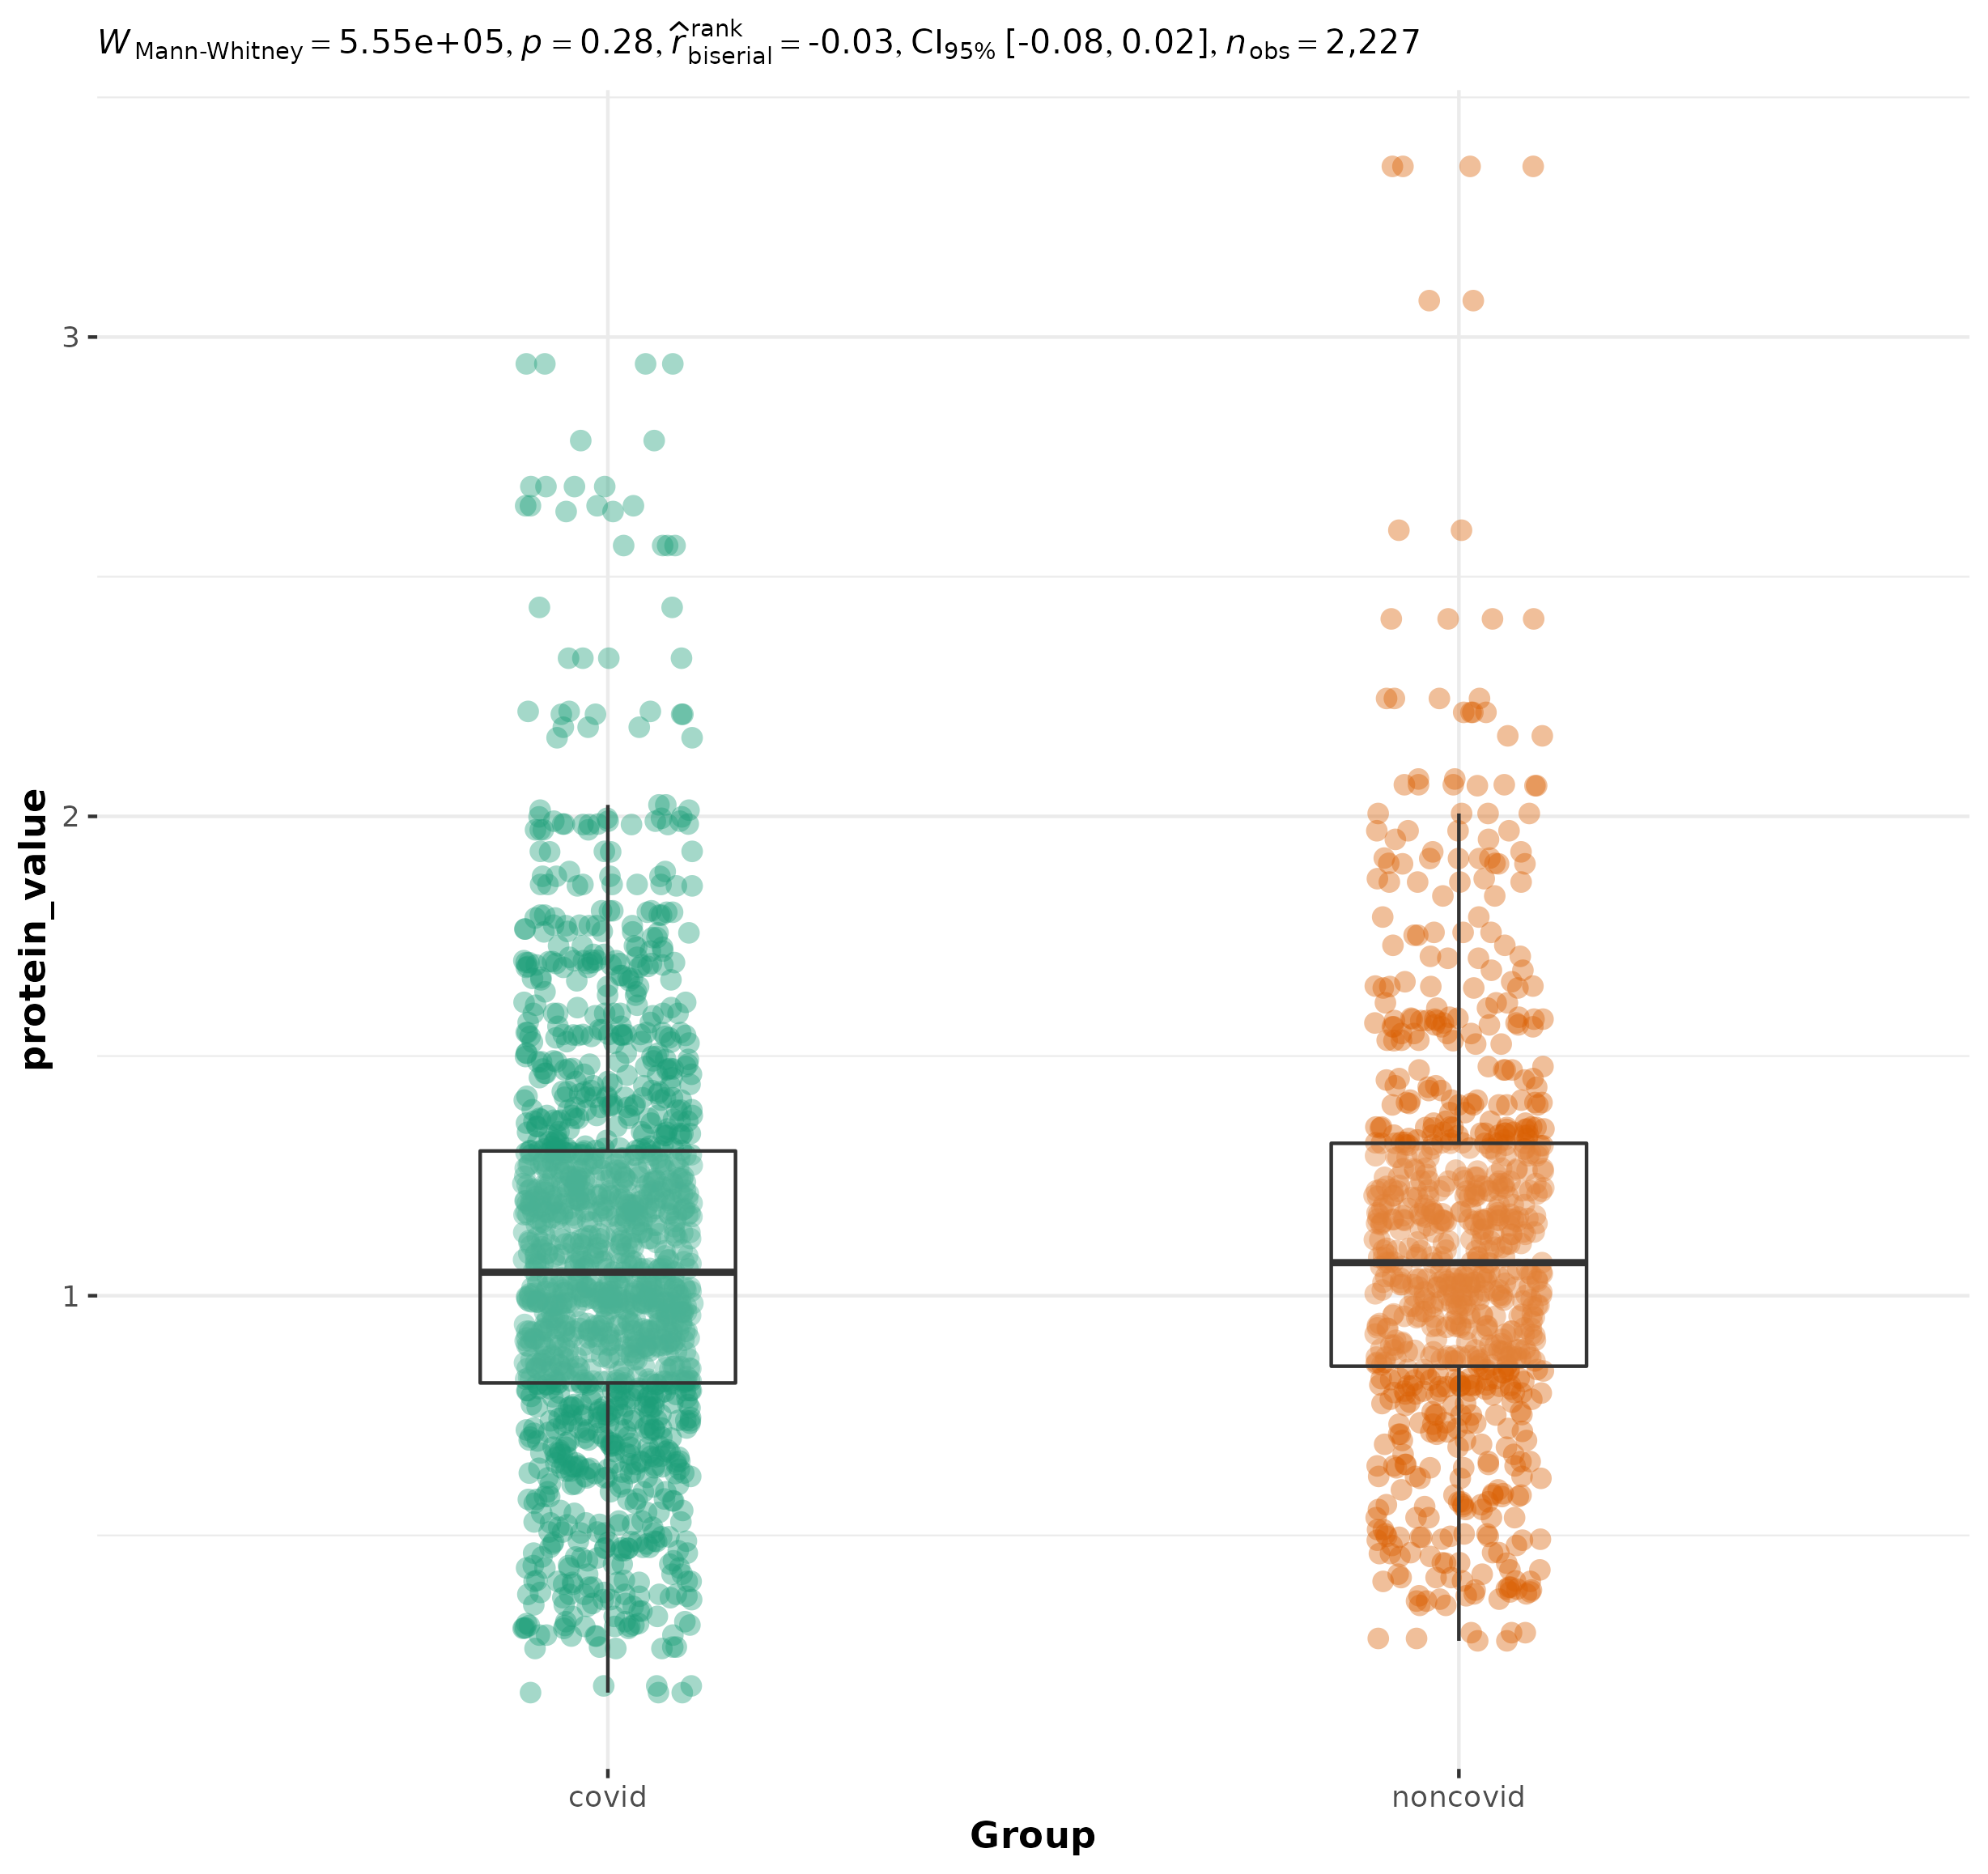 W Mann-Whitney = 5.55e+05, p = 0.28, r̂ rank biserial = -0.03, CI95% [-0.08, 0.02], nobs = 2,227
3
2
1
protein_value
covid noncovid
Group